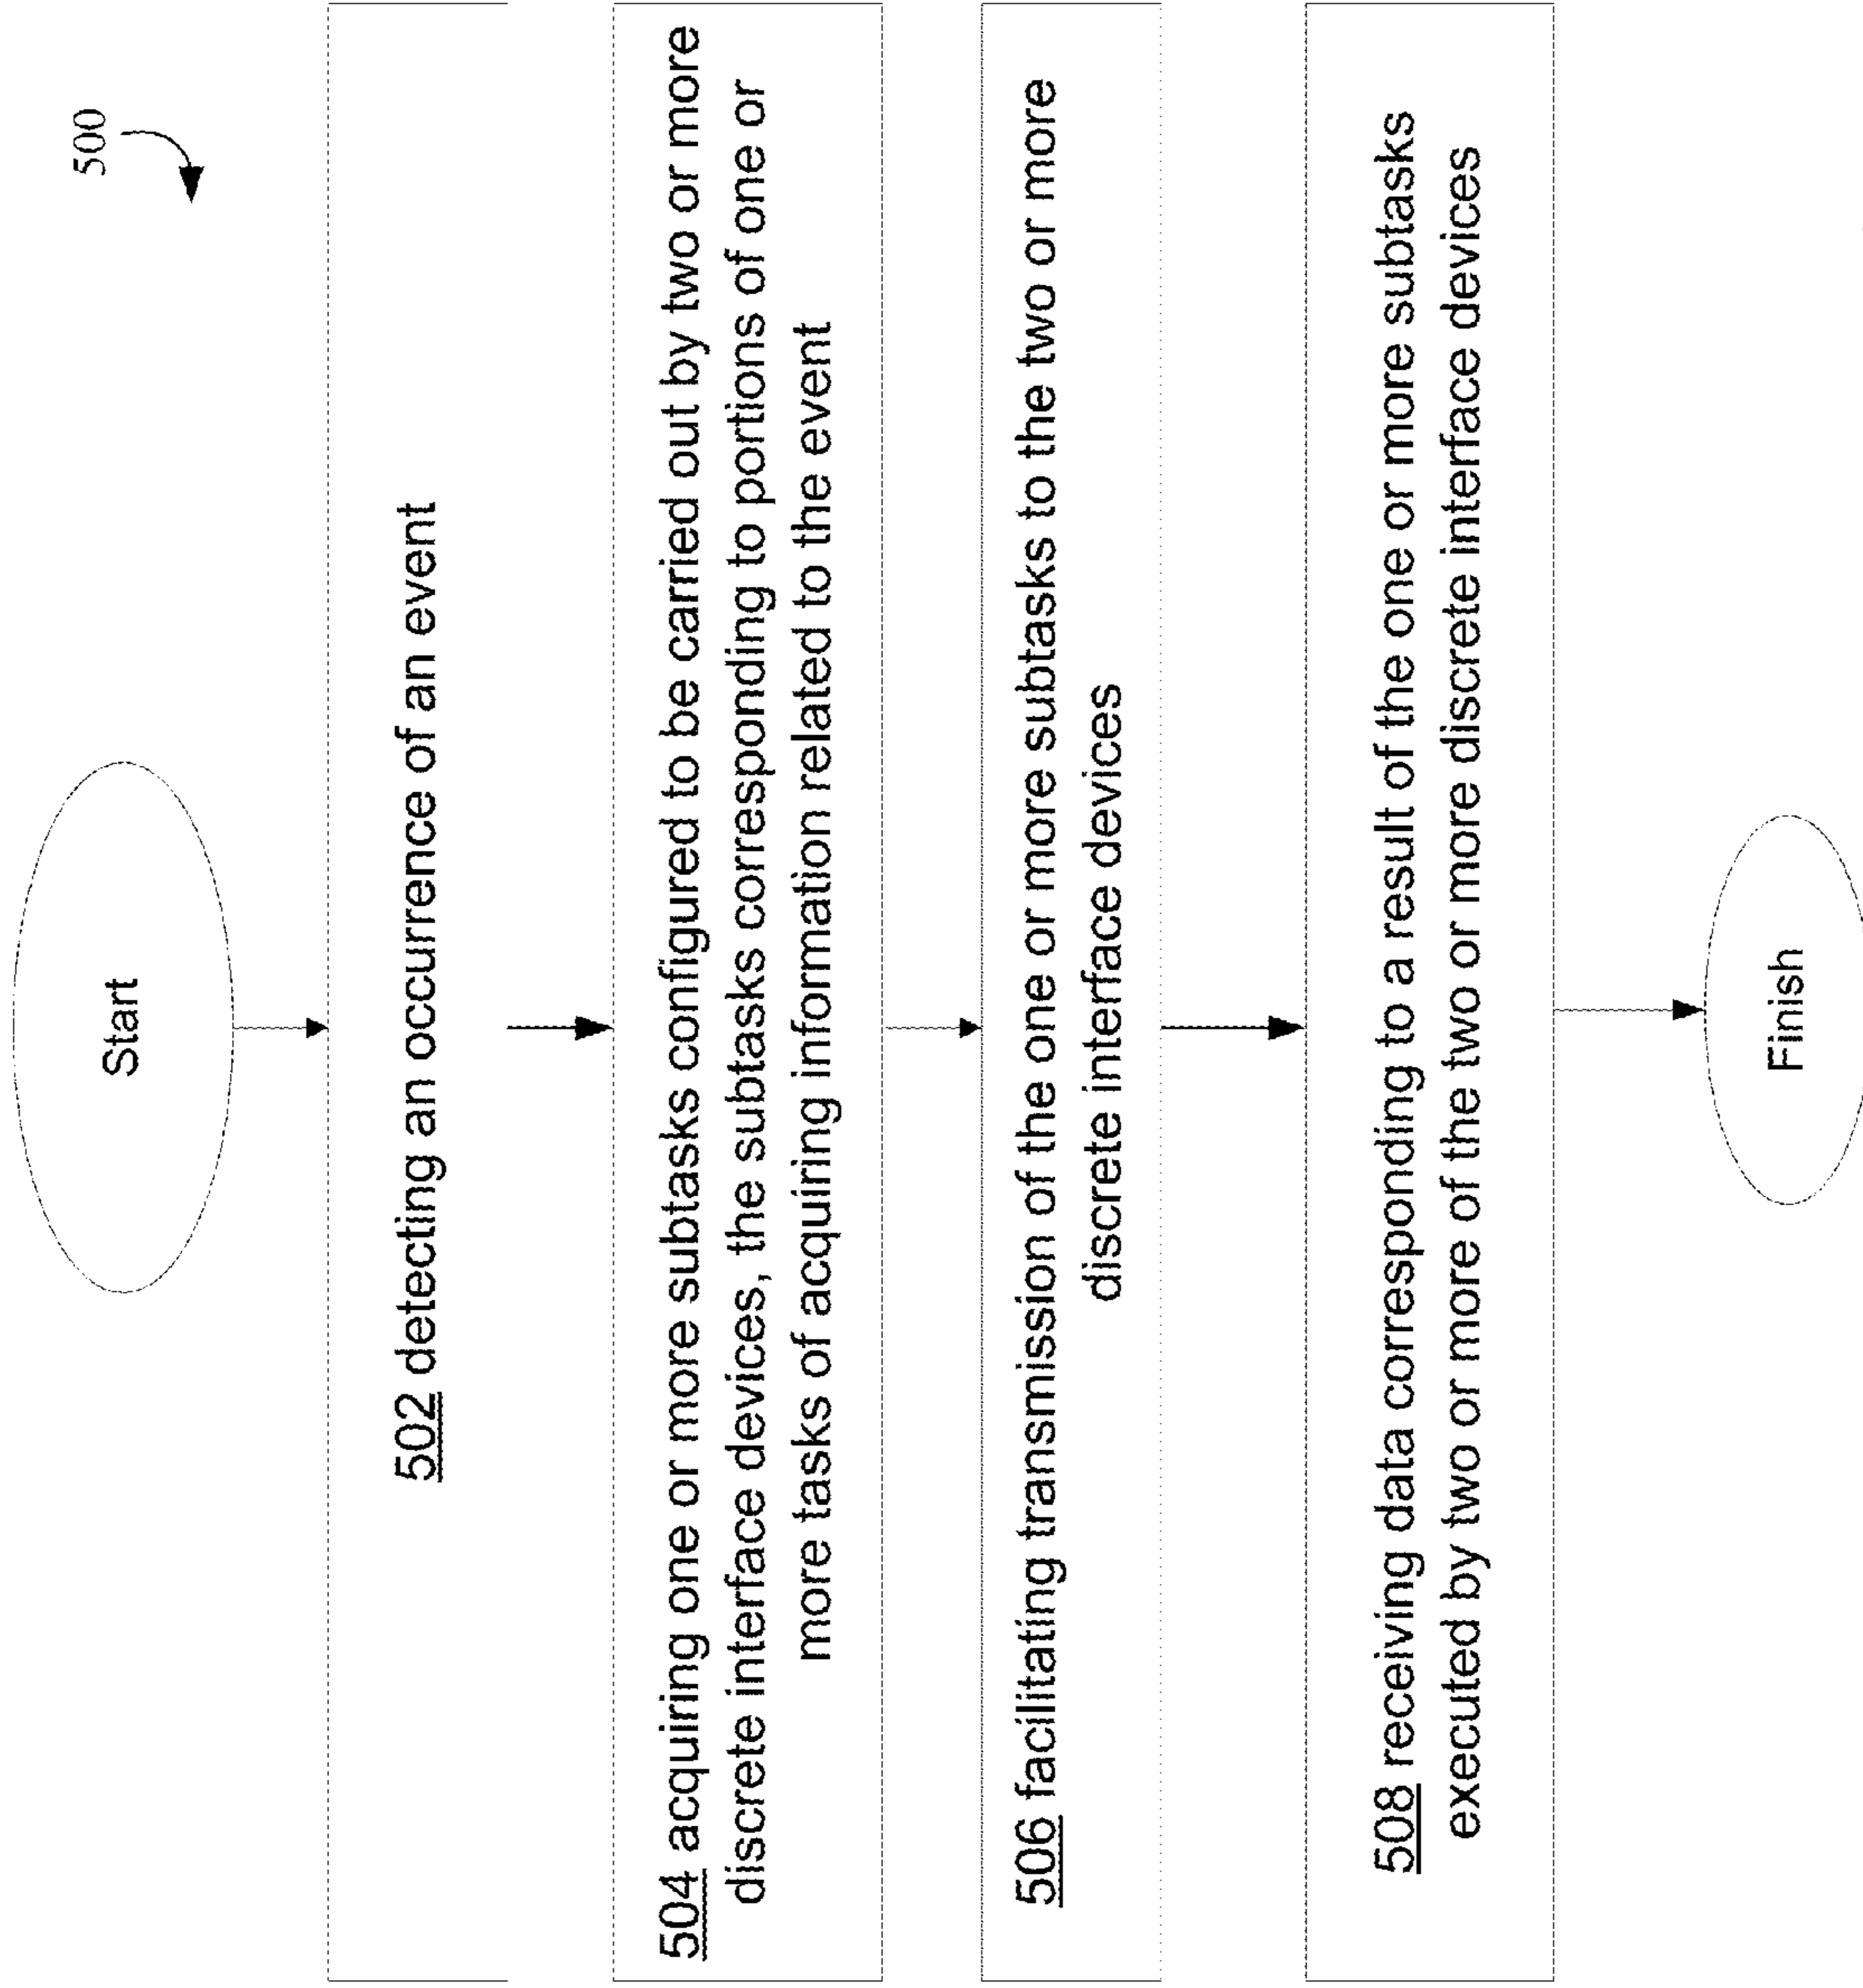 500
Start
502 detecting an occurrence of an event
504 acquiring one or more subtasks configured to be carried out by two or more
discrete interface devices, the subtasks corresponding to portions of one or
more tasks of acquiring information related to the event
506 facilitating transmission of the one or more subtasks to the two or more
discrete interface devices
508 receiving data corresponding to a result of the one or more subtasks
executed by two or more of the two or more discrete interface devices
Finish